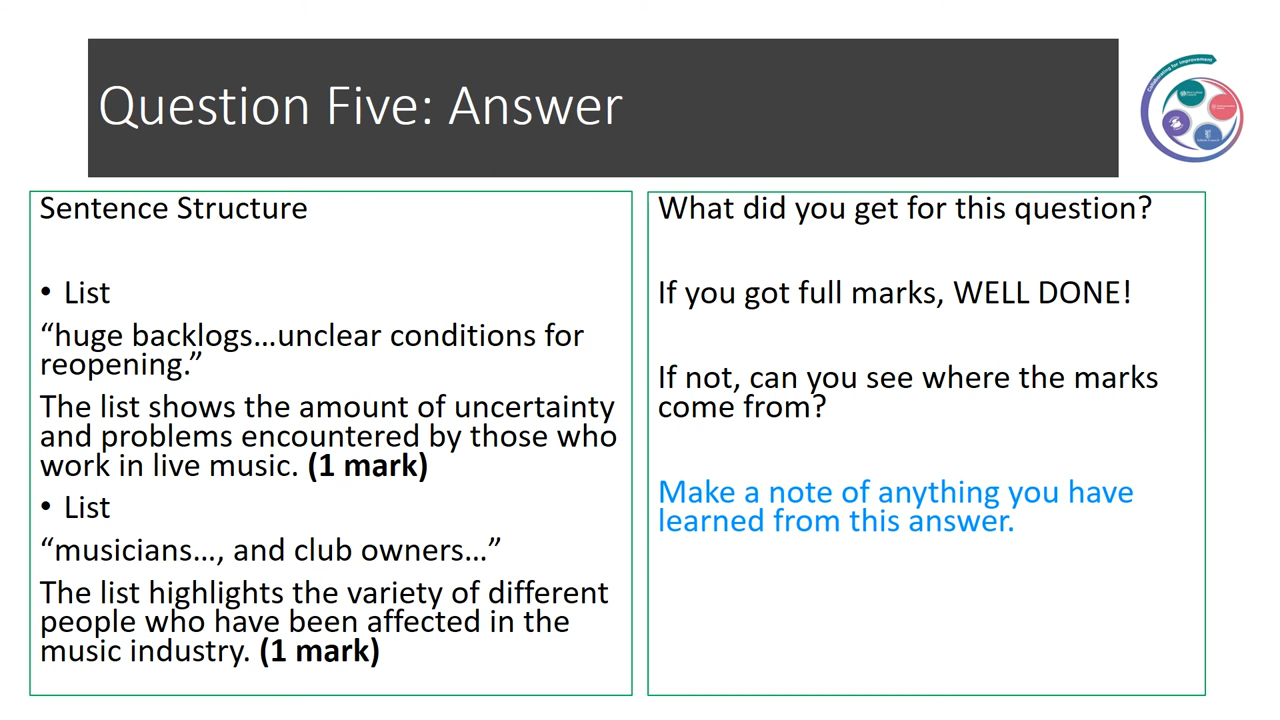 Question Five: Answer
Collaborating for Improvement
Sentence Structure
• List
“huge backlogs…unclear conditions for
reopening.”
The list shows the amount of uncertainty
and problems encountered by those who
work in live music. (1 mark)
• List
“musicians…, and club owners…”
The list highlights the variety of different
people who have been affected in the
music industry. (1 mark)
What did you get for this question?
If you got full marks, WELL DONE!
If not, can you see where the marks
come from?
Make a note of anything you have
learned from this answer.